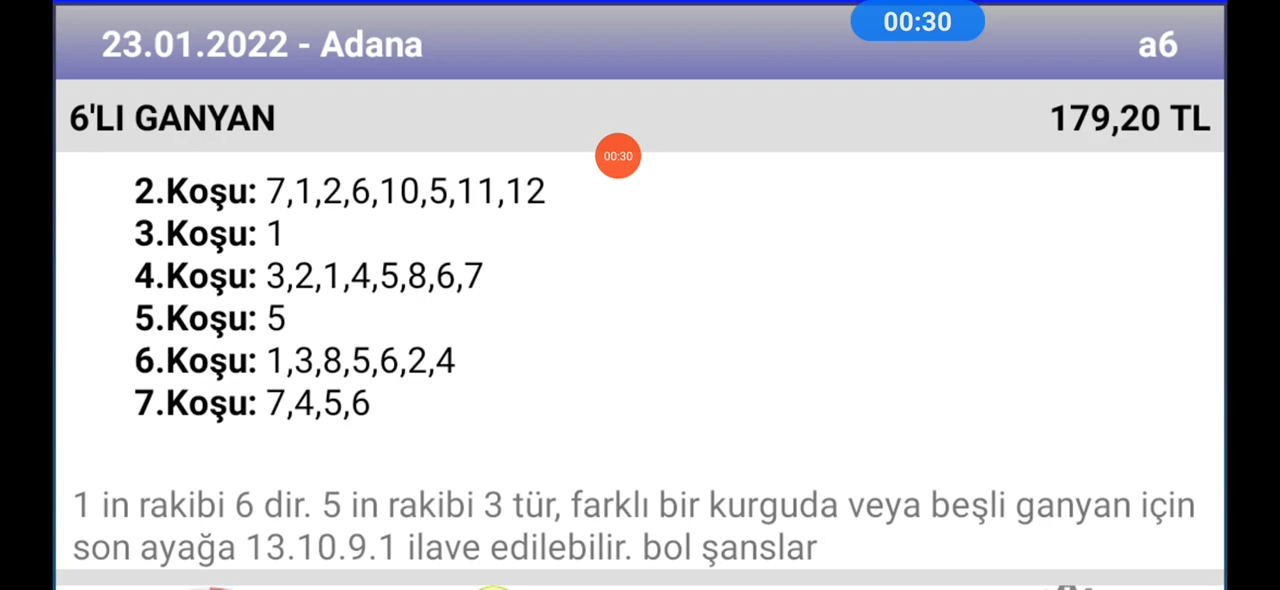 00:30
23.01.2022 - Adana a6
6'LI GANYAN 179,20 TL
00:30
2.Koşu: 7,1,2,6,10,5,11,12
3.Koşu: 1
4.Koşu: 3,2,1,4,5,8,6,7
5.Koşu: 5
6.Koşu: 1,3,8,5,6,2,4
7.Koşu: 7,4,5,6
1 in rakibi 6 dir. 5 in rakibi 3 tür, farklı bir kurguda veya beşli ganyan için
son ayağa 13.10.9.1 ilave edilebilir. bol şanslar